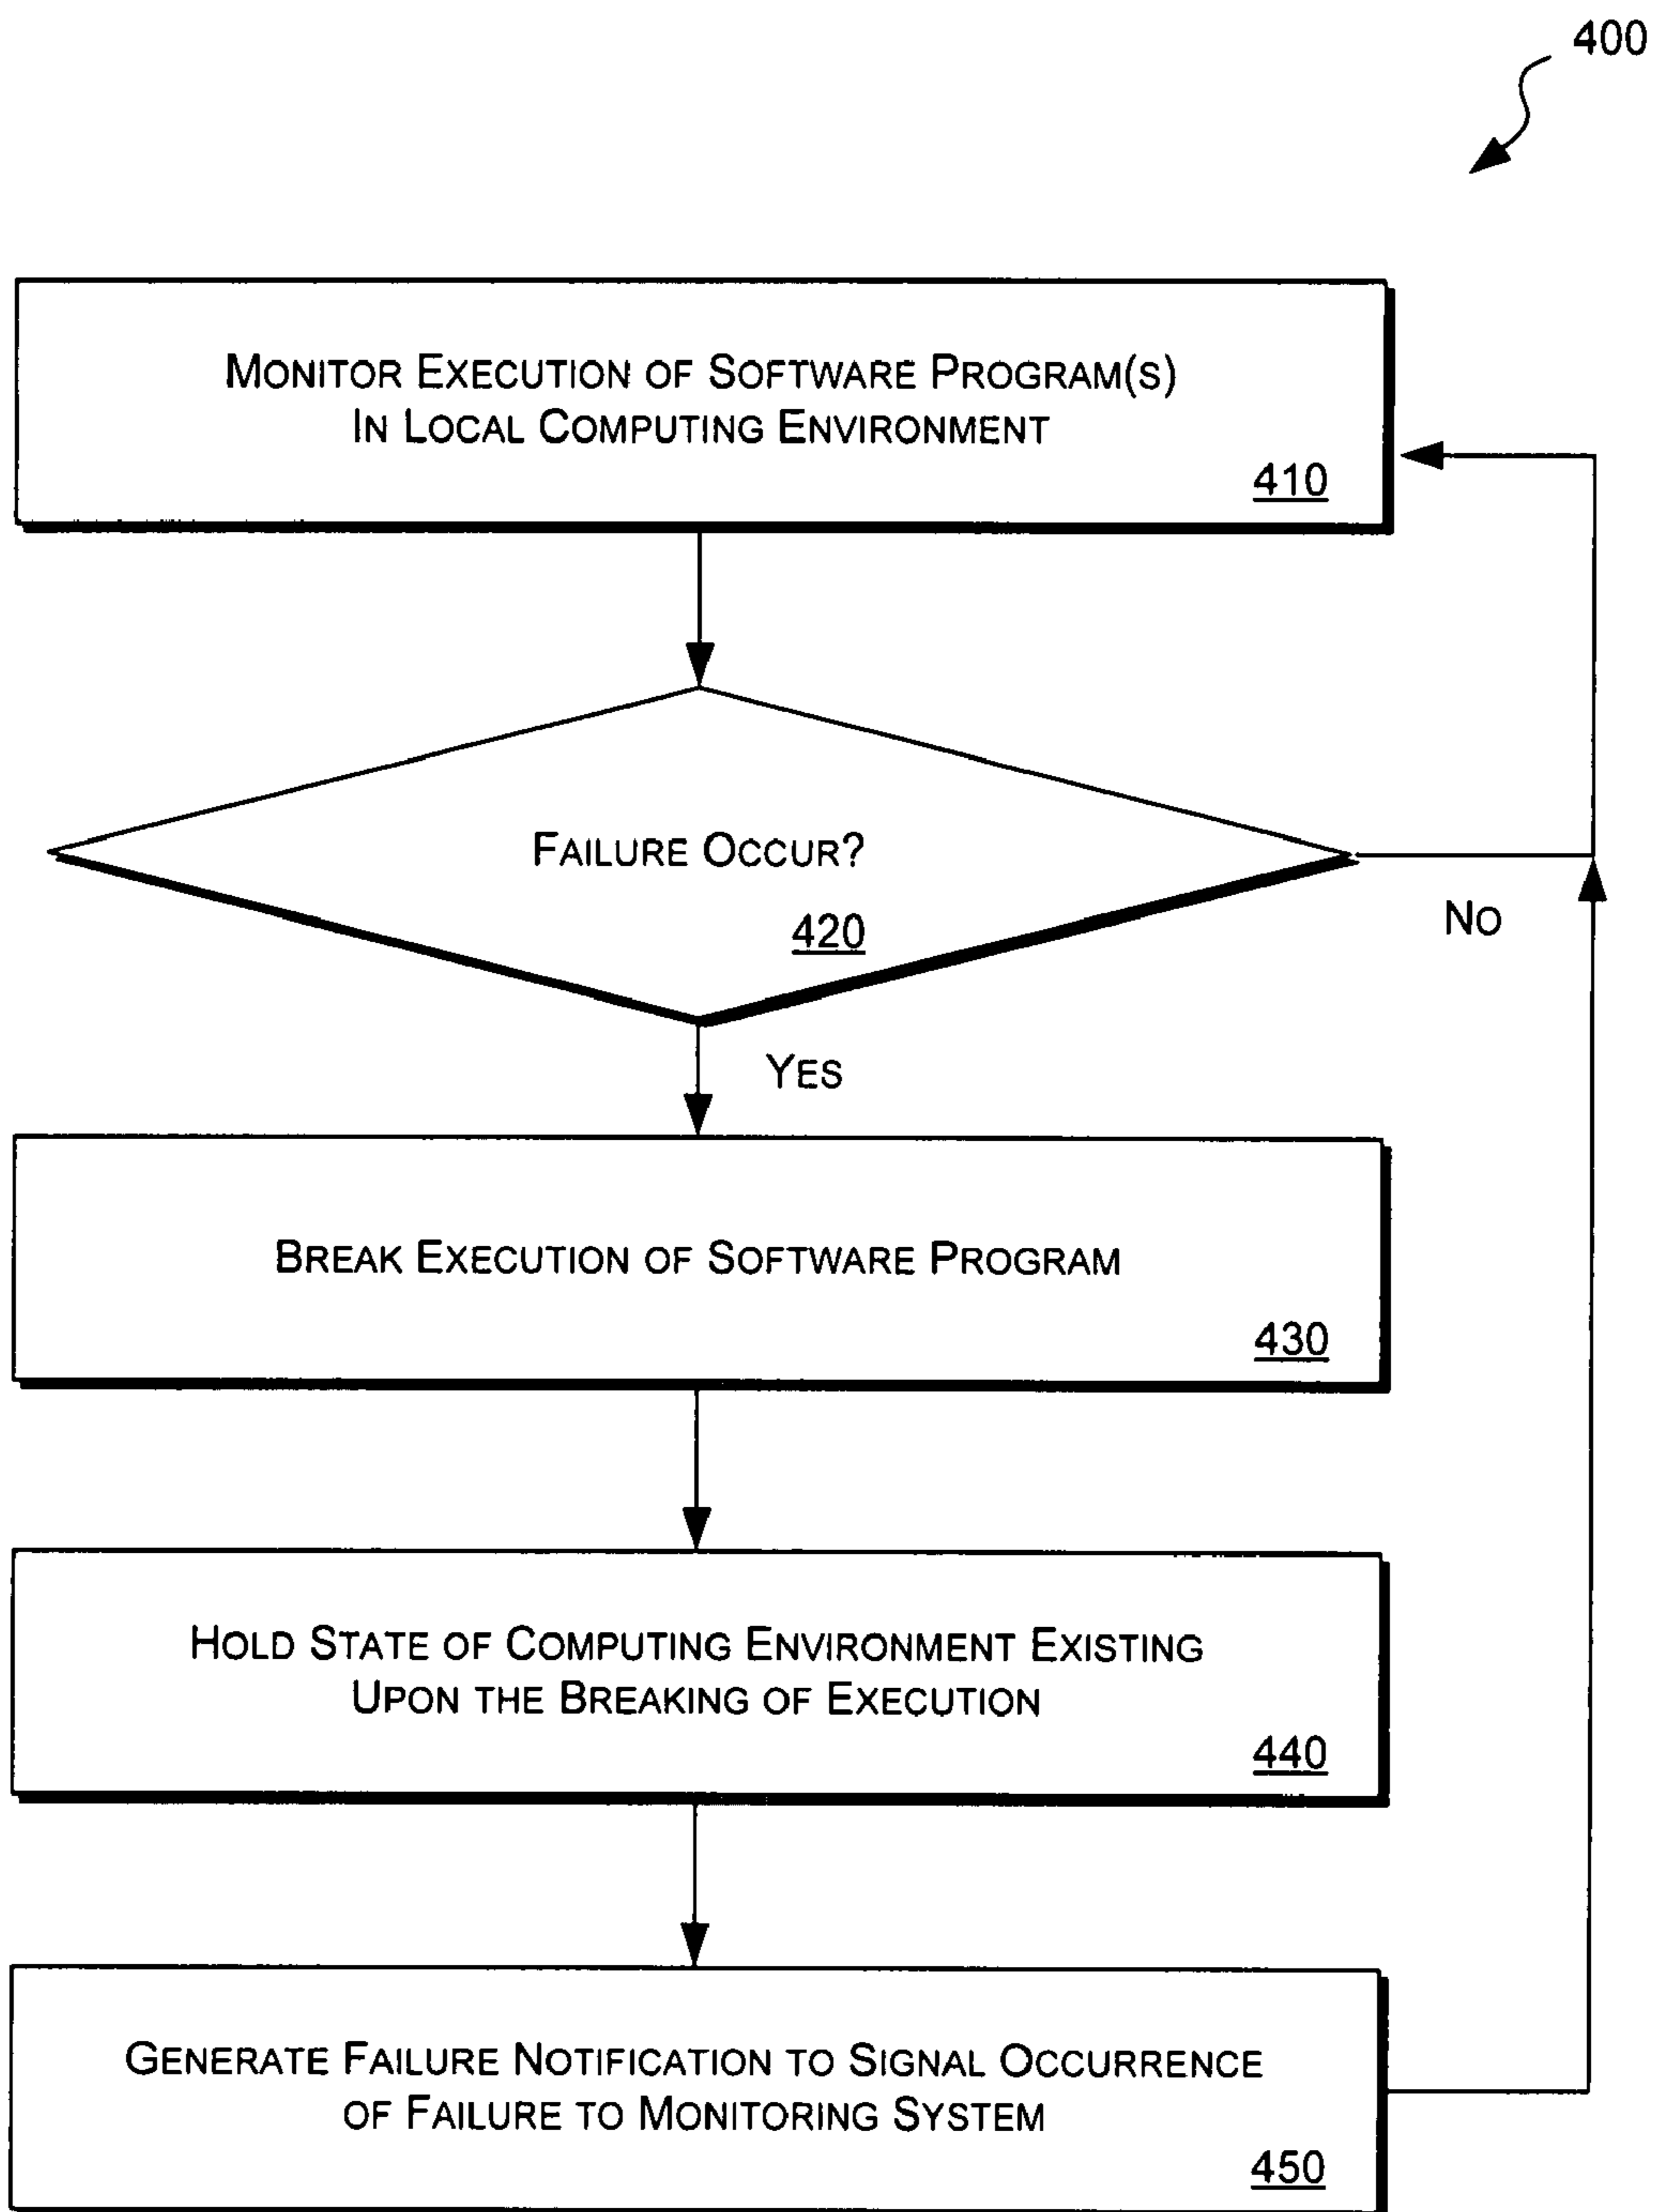 400
MONITOR EXECUTION OF SOFTWARE PROGRAM(S)
IN LOCAL COMPUTING ENVIRONMENT
410
FAILURE OCCUR?
420
NO
YES
BREAK EXECUTION OF SOFTWARE PROGRAM
430
HOLD STATE OF COMPUTING ENVIRONMENT EXISTING
UPON THE BREAKING OF EXECUTION
440
GENERATE FAILURE NOTIFICATION TO SIGNAL OCCURRENCE
OF FAILURE TO MONITORING SYSTEM
450